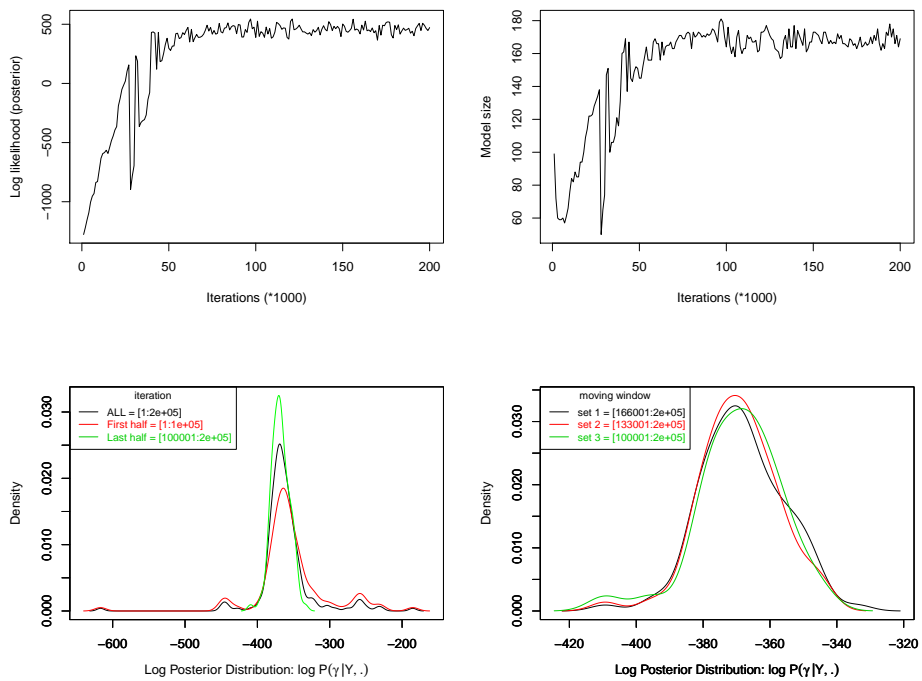 Log likelihood (posterior)
500
0
−500
−1000
0
50
100
150
200
Iterations (*1000)
Model size
180
160
140
120
100
80
60
0
50
100
150
200
Iterations (*1000)
iteration
ALL = [1:2e+05]
First half = [1:1e+05]
Last half = [100001:2e+05]
Density
0.030
0.020
0.010
0.000
−600
−500
−400
−300
−200
Log Posterior Distribution: log P(γ|Y, .)
moving window
set 1 = [166001:2e+05]
set 2 = [133001:2e+05]
set 3 = [100001:2e+05]
Density
0.030
0.020
0.010
0.000
−420
−400
−380
−360
−340
−320
Log Posterior Distribution: log P(γ|Y, .)